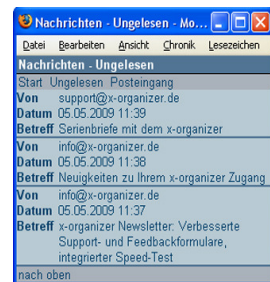 Nachrichten - Ungelesen - Mo...
Datei Bearbeiten Ansicht Chronik Lesezeichen
Nachrichten - Ungelesen
Start Ungelesen Posteingang
Von support@x-organizer.de
Datum 05.05.2009 11:39
Betreff Serienbriefe mit dem x-organizer
Von info@x-organizer.de
Datum 05.05.2009 11:38
Betreff Neuigkeiten zu Ihrem x-organizer Zugang
Von info@x-organizer.de
Datum 05.05.2009 11:37
Betreff x-organizer Newsletter: Verbesserte
Support- und Feedbackformulare,
integrierter Speed-Test
nach oben